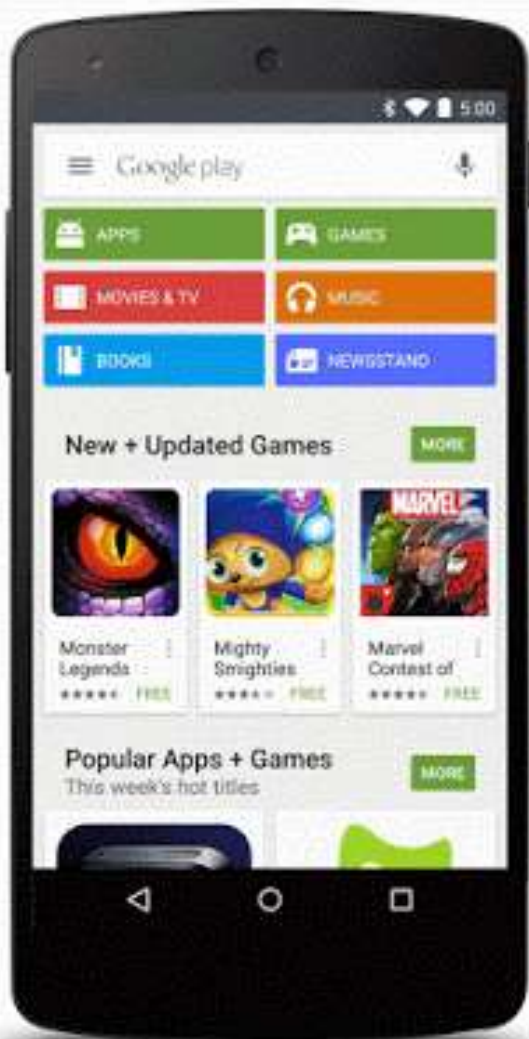 5:00
Google play
APPS
GAMES
MOVIES & TV
MUSIC
BOOKS
NEWSSTAND
New + Updated Games
MORE
MARVEL
Monster
Legends
FREE
Mighty
Smighties
FREE
Marvel
Contest of
FREE
Popular Apps + Games
MORE
This week's hot titles